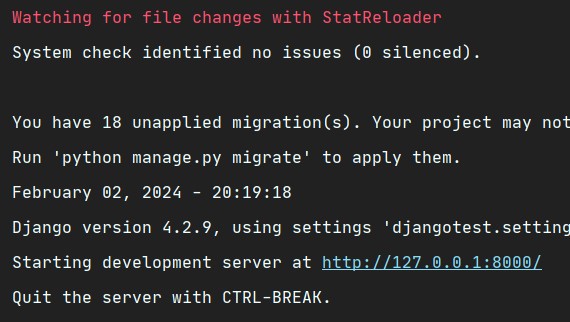 Watching for file changes with StatReloader
System check identified no issues (0 silenced).
You have 18 unapplied migration(s). Your project may not
Run 'python manage.py migrate' to apply them.
February 02, 2024 - 20:19:18
Django version 4.2.9, using settings 'djangotest.setting
Starting development server at http://127.0.0.1:8000/
Quit the server with CTRL-BREAK.